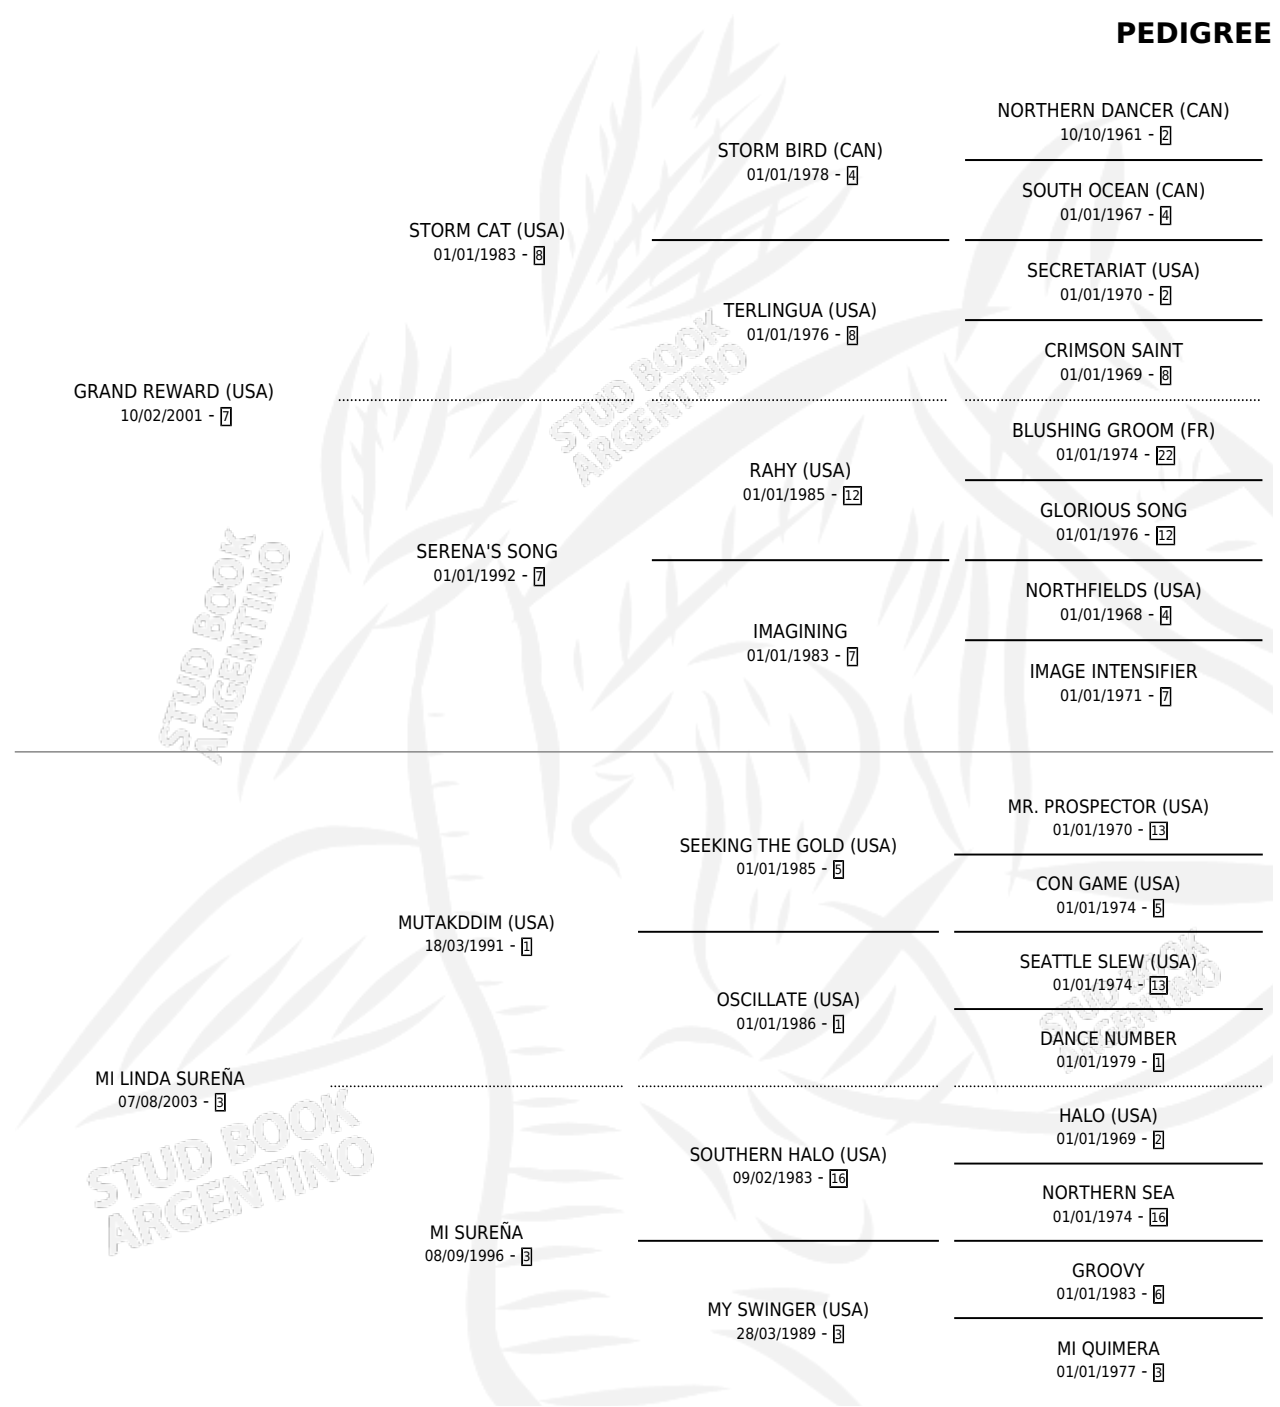 PEDIGREE
NORTHERN DANCER (CAN)
10/10/1961 - 2
STORM BIRD (CAN)
01/01/1978 - 4
SOUTH OCEAN (CAN)
01/01/1967 - 4
STORM CAT (USA)
01/01/1983 - 8
SECRETARIAT (USA)
01/01/1970 - 2
TERLINGUA (USA)
01/01/1976 - 8
CRIMSON SAINT
01/01/1969 - 8
GRAND REWARD (USA)
10/02/2001 - 7
BLUSHING GROOM (FR)
01/01/1974 - 22
RAHY (USA)
01/01/1985 - 12
GLORIOUS SONG
01/01/1976 - 12
SERENA'S SONG
01/01/1992 - 7
NORTHFIELDS (USA)
01/01/1968 - 4
IMAGINING
01/01/1983 - 7
IMAGE INTENSIFIER
01/01/1971 - 7
STUD BOOK
ARGENTINO
STUD BOOK
ARGENTINO
MR. PROSPECTOR (USA)
01/01/1970 - 13
SEEKING THE GOLD (USA)
01/01/1985 - 5
CON GAME (USA)
01/01/1974 - 5
MUTAKDDIM (USA)
18/03/1991 - 1
SEATTLE SLEW (USA)
01/01/1974 - 13
OSCILLATE (USA)
01/01/1986 - 1
DANCE NUMBER
01/01/1979 - 1
MI LINDA SUREÑA
07/08/2003 - 3
HALO (USA)
01/01/1969 - 2
SOUTHERN HALO (USA)
09/02/1983 - 16
NORTHERN SEA
01/01/1974 - 16
MI SUREÑA
08/09/1996 - 3
GROOVY
01/01/1983 - 6
MY SWINGER (USA)
28/03/1989 - 3
MI QUIMERA
01/01/1977 - 3
STUD BOOK
ARGENTINO
STUD BOOK
ARGENTINO